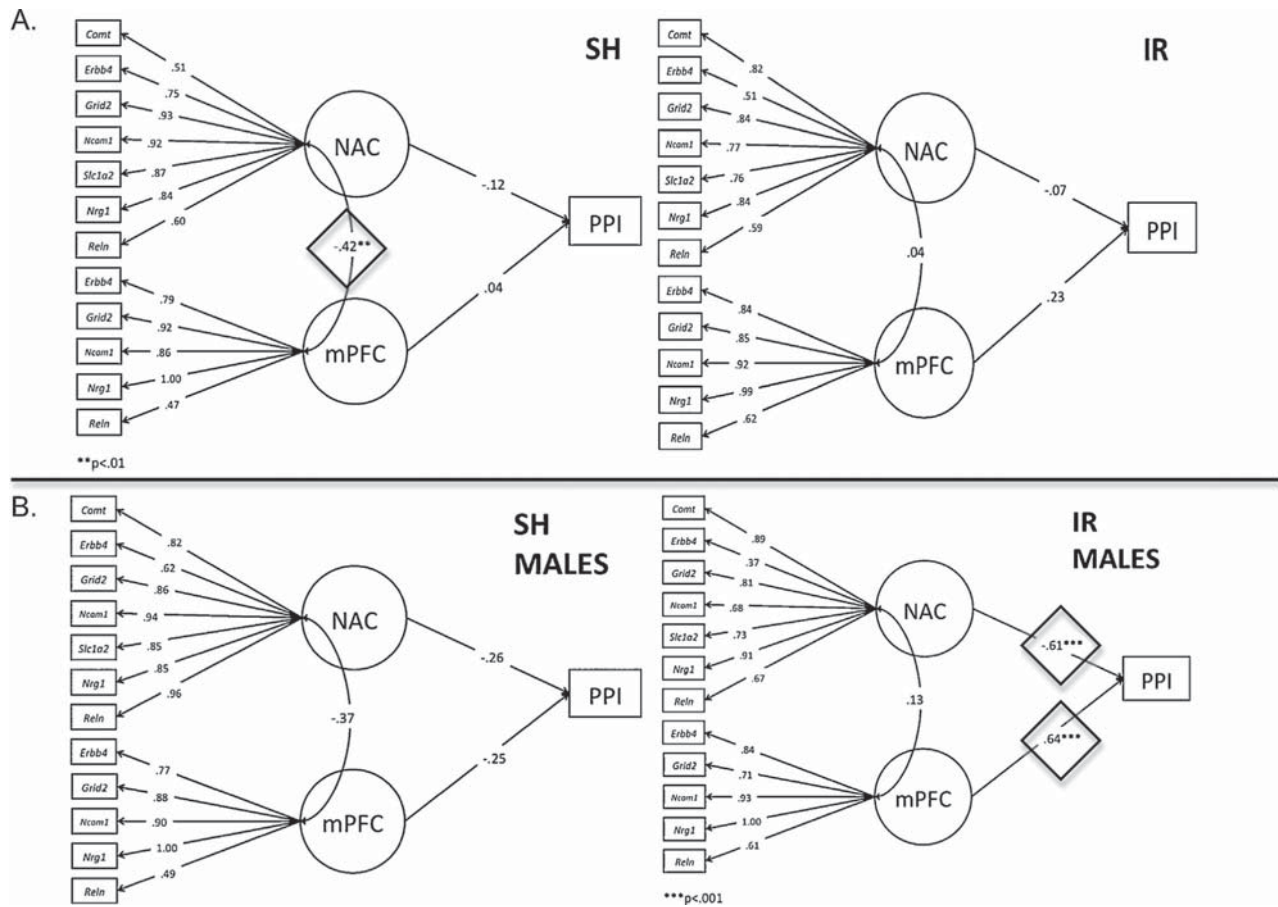 A.
SH
Comt
Erbb4
Grid2
Ncam1
Slc1a2
Nrg1
Reln
.51
.75
.93
.92
.87
.84
.60
NAC
-.42**
-.12
PPI
.04
Erbb4
Grid2
Ncam1
Nrg1
Reln
.79
.92
.86
1.00
.47
mPFC
**p<.01
IR
Comt
Erbb4
Grid2
Ncam1
Slc1a2
Nrg1
Reln
.82
.51
.84
.77
.76
.84
.59
NAC
.04
-.07
PPI
.23
Erbb4
Grid2
Ncam1
Nrg1
Reln
.84
.85
.92
.99
.62
mPFC
B.
SH
MALES
Comt
Erbb4
Grid2
Ncam1
Slc1a2
Nrg1
Reln
.82
.62
.86
.94
.85
.85
.96
NAC
-.37
-.26
PPI
-.25
Erbb4
Grid2
Ncam1
Nrg1
Reln
.77
.88
.90
1.00
.49
mPFC
IR
MALES
Comt
Erbb4
Grid2
Ncam1
Slc1a2
Nrg1
Reln
.89
.37
.81
.68
.73
.91
.67
NAC
.13
-.61***
PPI
.64***
Erbb4
Grid2
Ncam1
Nrg1
Reln
.84
.71
.93
1.00
.61
mPFC
***p<.001